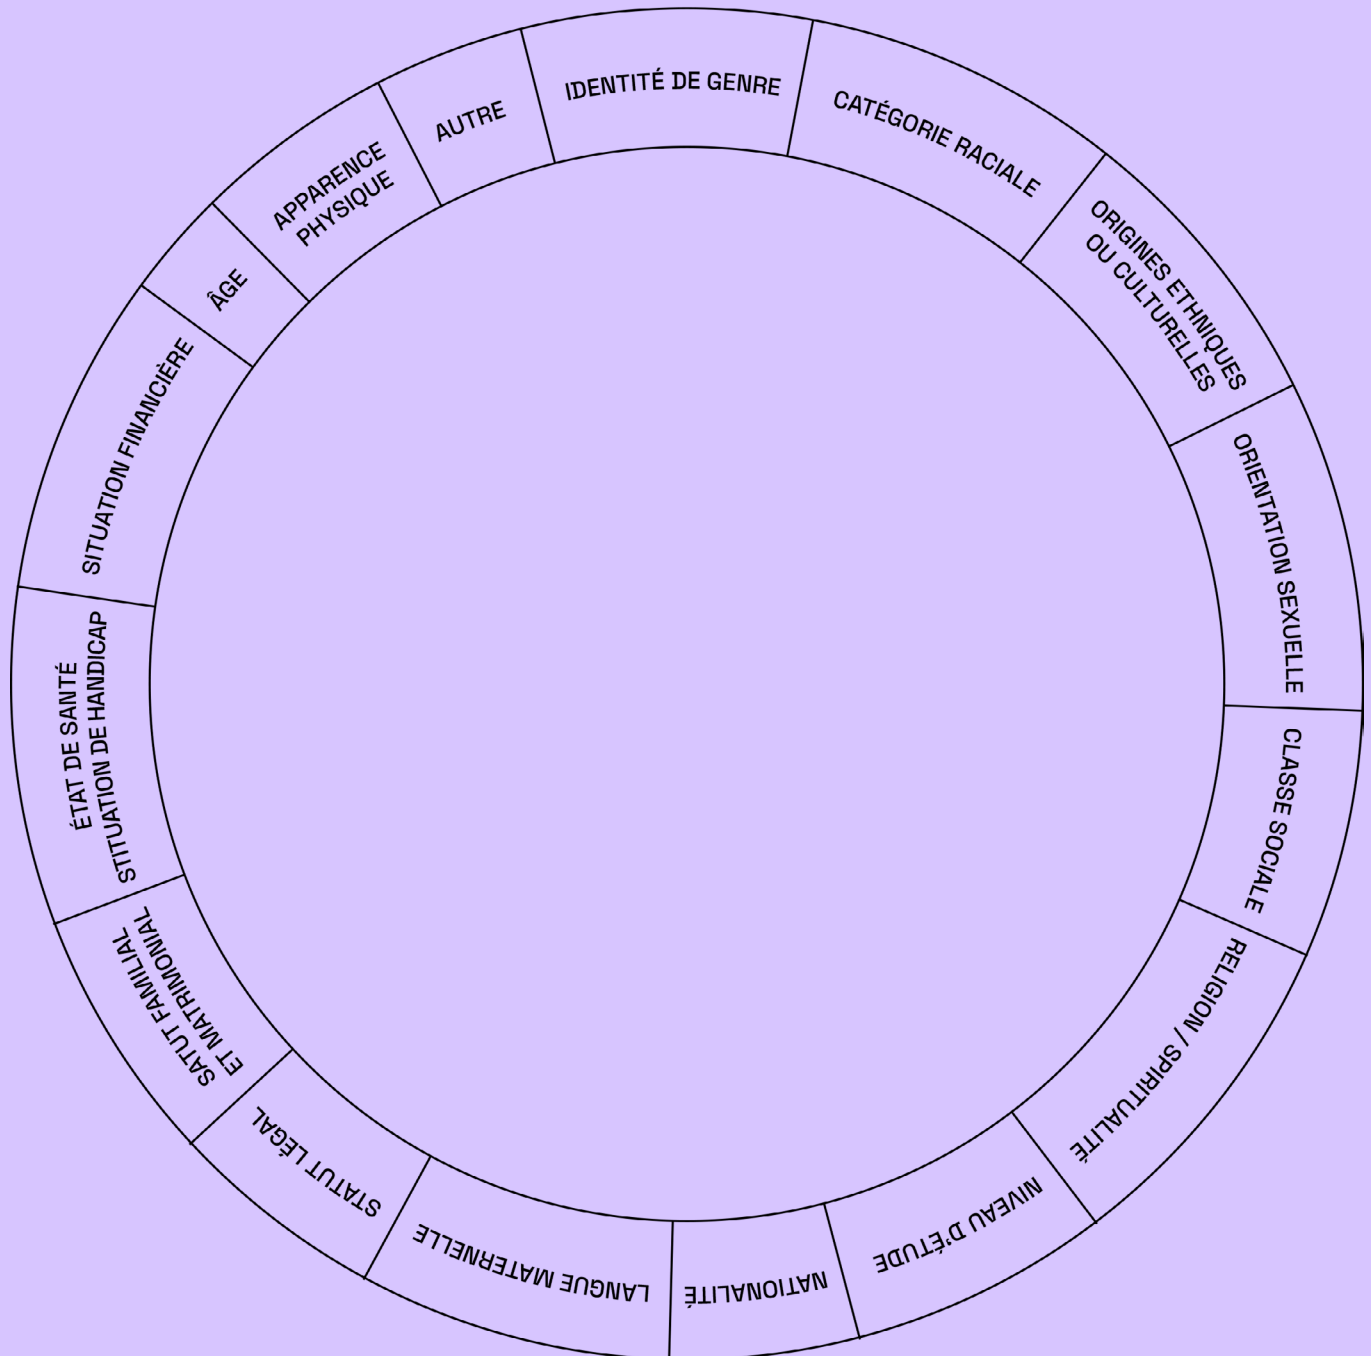 IDENTITÉ DE GENRE
CATÉGORIE RACIALE
ORIGINES ETHNIQUES
OU CULTURELLES
ORIENTATION SEXUELLE
CLASSE SOCIALE
RELIGION / SPIRITUALITÉ
NIVEAU D'ÉTUDE
NATIONALITÉ
LANGUE MATERNELLE
STATUT LÉGAL
SATUT FAMILIAL
ET MATRIMONIAL
ÉTAT DE SANTÉ
STITUATION DE HANDICAP
SITUATION FINANCIÈRE
ÂGE
APPARENCE
PHYSIQUE
AUTRE